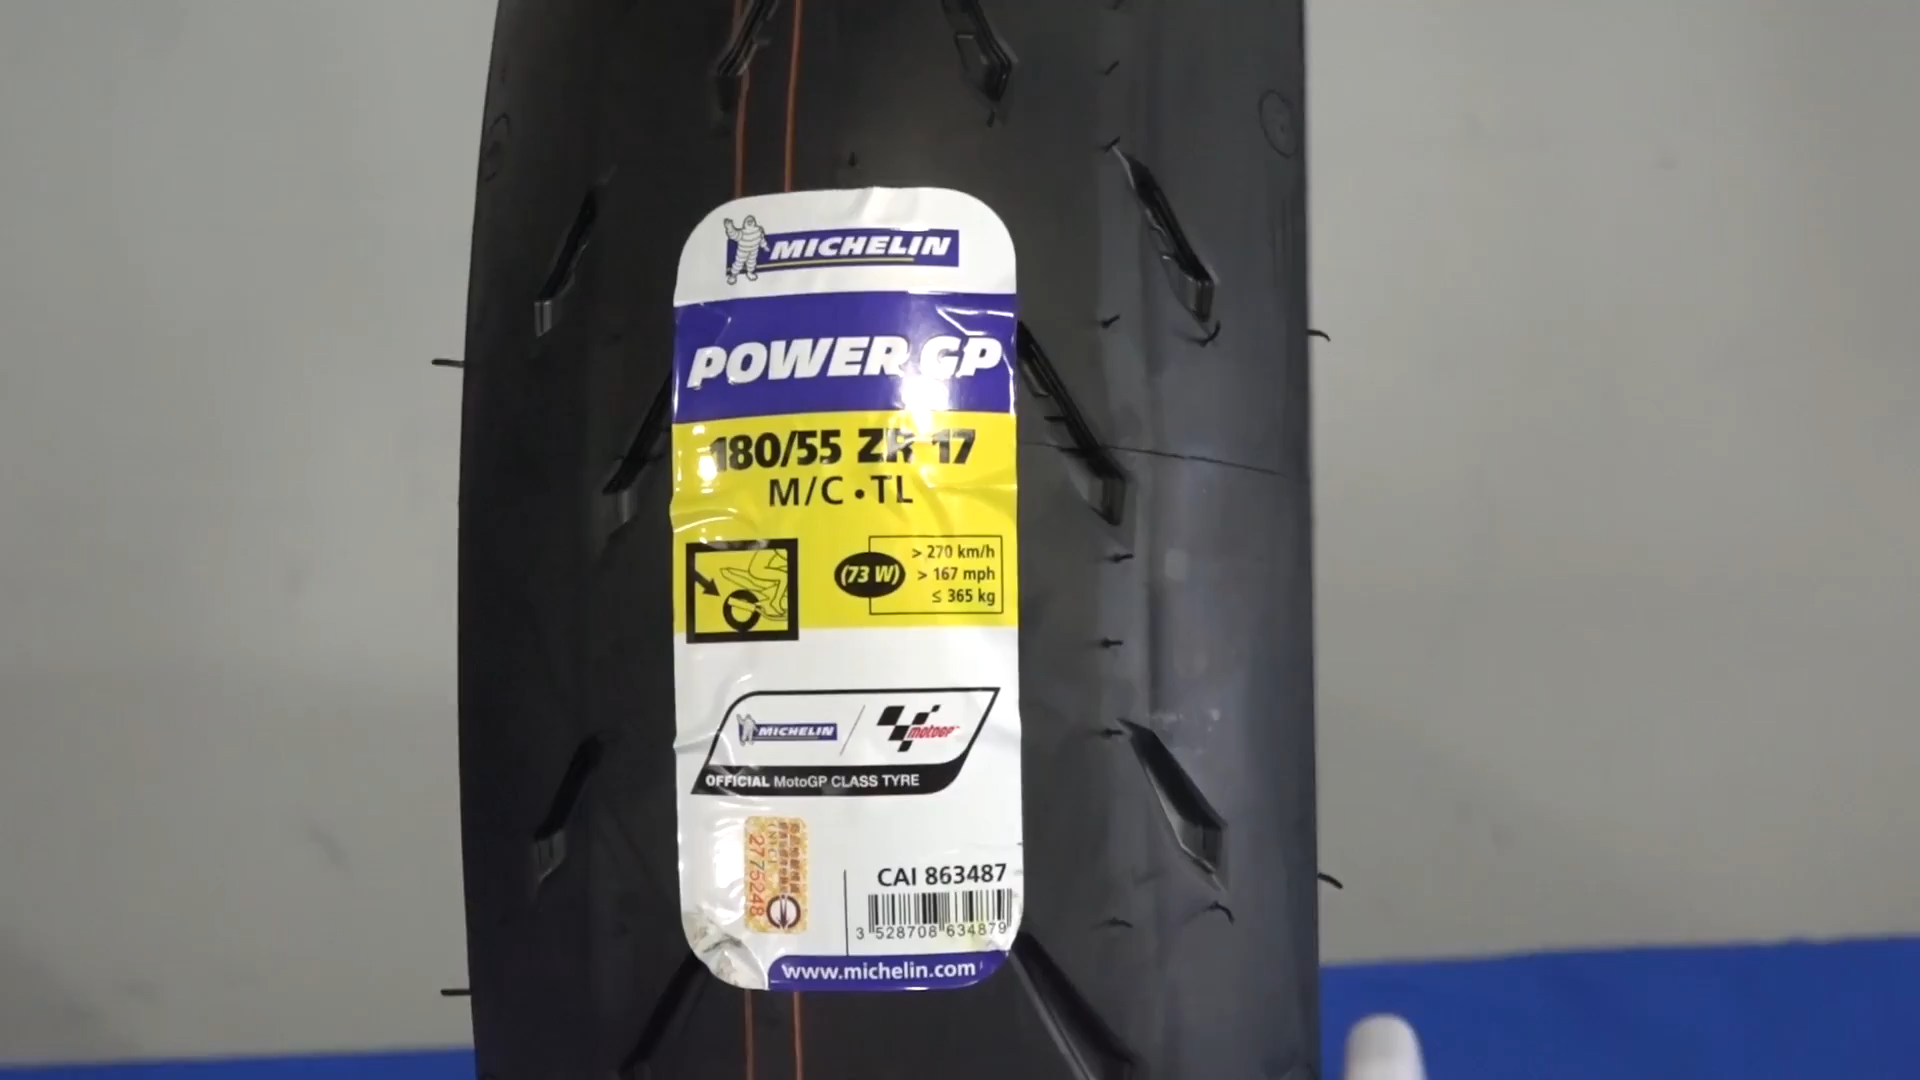 MICHELIN
POWER GP
180/55 ZR 17
M/C • TL
(73 W)
> 270 km/h
> 167 mph
≤ 365 kg
MICHELIN
MotoGP™
OFFICIAL MotoGP CLASS TYRE
2775248
CAI 863487
3 528708 634879
www.michelin.com